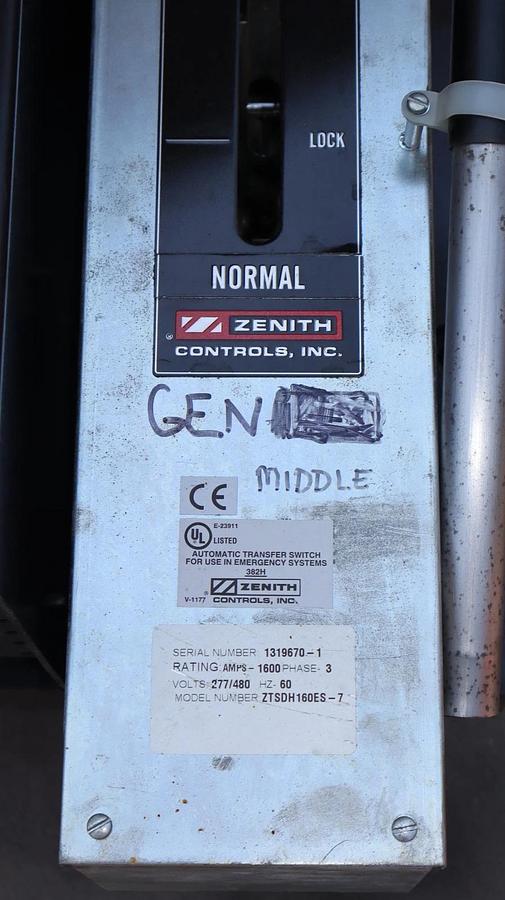 LOCK
NORMAL
® ZENITH
CONTROLS, INC.
GEN
MIDDLE
CE
E-23911
UL LISTED
AUTOMATIC TRANSFER SWITCH
FOR USE IN EMERGENCY SYSTEMS
382H
® ZENITH
V-1177 CONTROLS, INC.
SERIAL NUMBER 1319670-1
RATING: AMPS- 1600 PHASE- 3
VOLTS: 277/480 HZ- 60
MODEL NUMBER ZTSDH160ES-7